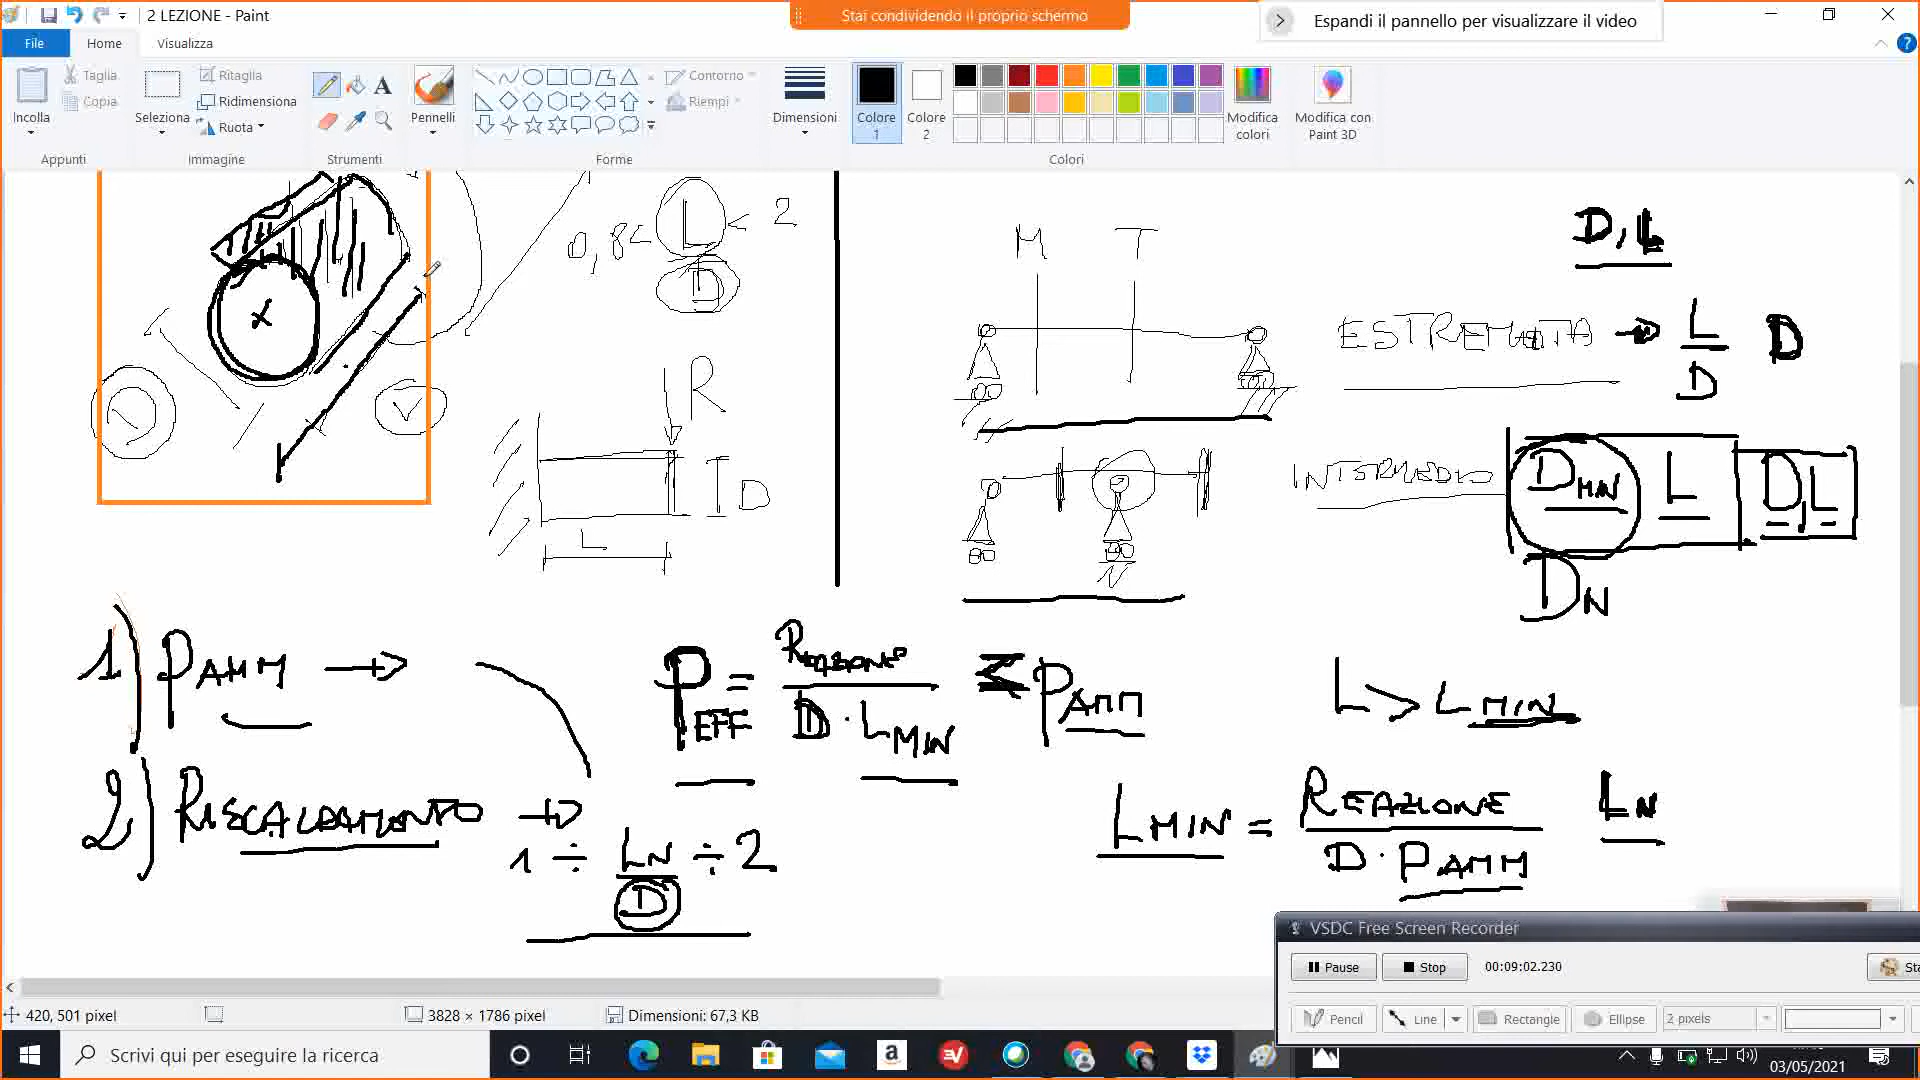 2 LEZIONE - Paint
Stai condividendo il proprio schermo
Espandi il pannello per visualizzare il video
File
Home
Visualizza
Incolla
Taglia
Copia
Appunti
Seleziona
Ritaglia
Ridimensiona
Ruota
Immagine
Strumenti
Pennelli
Contorno
Riempi
Forme
Dimensioni
Colore 1
Colore 2
Modifica colori
Colori
Modifica con Paint 3D
0,8 < L < 2
D
R
D
L
M T
D, L
ESTREMITA → L
D
D
INTERMEDIO
DMIN L D, L
DN
1) PAMM →
PEFF = REAZIONE ≤ PAMM
D · LMIN
L > LMIN
2) RISCALDAMENTO →
1 ÷ LN ÷ 2
D
LMIN = REAZIONE
D · PAMM
LN
VSDC Free Screen Recorder
Pause
Stop
00:09:02.230
Pencil
Line
Rectangle
Ellipse
2 pixels
420, 501 pixel
3828 × 1786 pixel
Dimensioni: 67,3 KB
Scrivi qui per eseguire la ricerca
03/05/2021